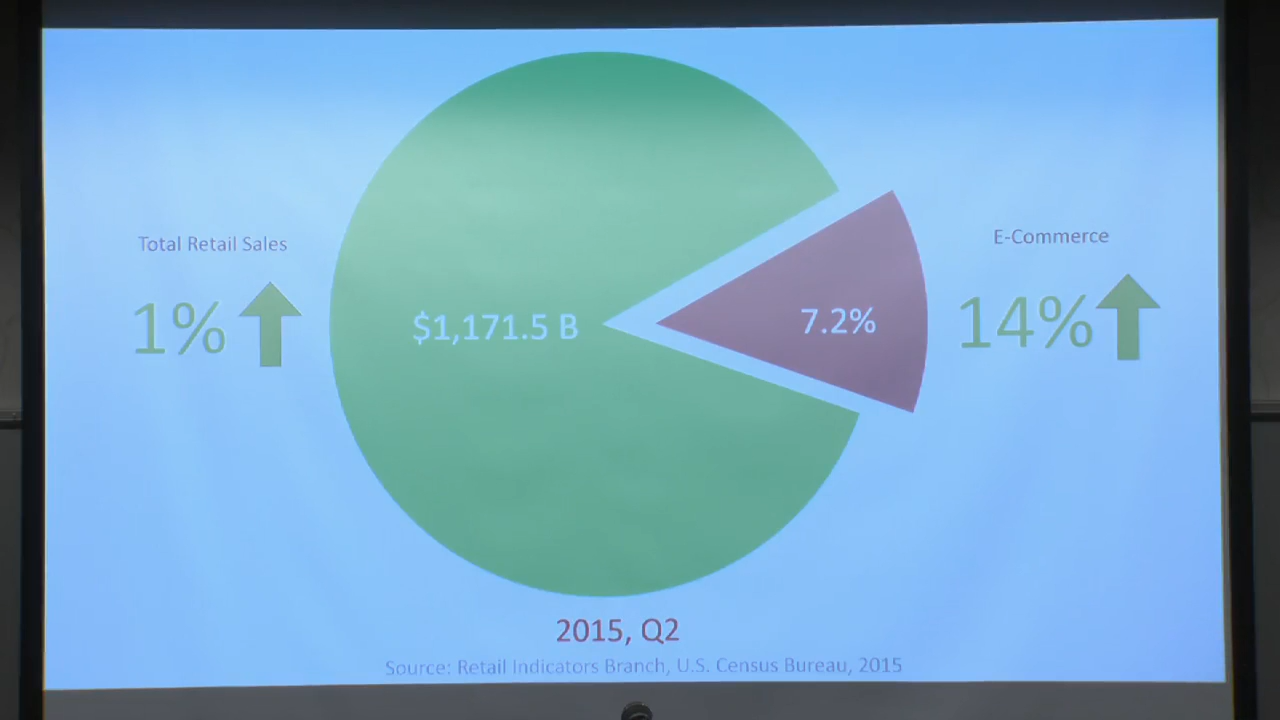 Total Retail Sales
1%
$1,171.5 B
7.2%
E-Commerce
14%
2015, Q2
Source: Retail Indicators Branch, U.S. Census Bureau, 2015